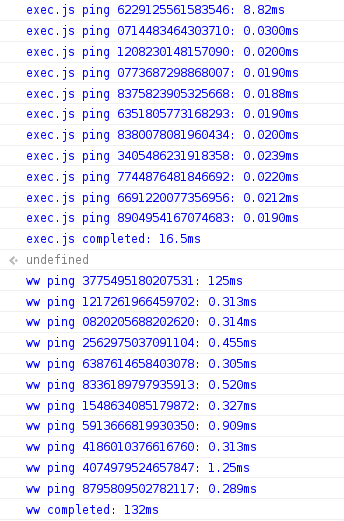 exec.js ping 6229125561583546: 8.82ms
exec.js ping 0714483464303710: 0.0300ms
exec.js ping 1208230148157090: 0.0200ms
exec.js ping 0773687298868007: 0.0190ms
exec.js ping 8375823905325668: 0.0188ms
exec.js ping 6351805773168293: 0.0190ms
exec.js ping 8380078081960434: 0.0200ms
exec.js ping 3405486231918358: 0.0239ms
exec.js ping 7744876481846692: 0.0220ms
exec.js ping 6691220077356956: 0.0212ms
exec.js ping 8904954167074683: 0.0190ms
exec.js completed: 16.5ms
undefined
ww ping 3775495180207531: 125ms
ww ping 1217261966459702: 0.313ms
ww ping 0820205688202620: 0.314ms
ww ping 2562975037091104: 0.455ms
ww ping 6387614658403078: 0.305ms
ww ping 8336189797935913: 0.520ms
ww ping 1548634085179872: 0.327ms
ww ping 5913666819930350: 0.909ms
ww ping 4186010376616760: 0.313ms
ww ping 4074979524657847: 1.25ms
ww ping 8795809502782117: 0.289ms
ww completed: 132ms